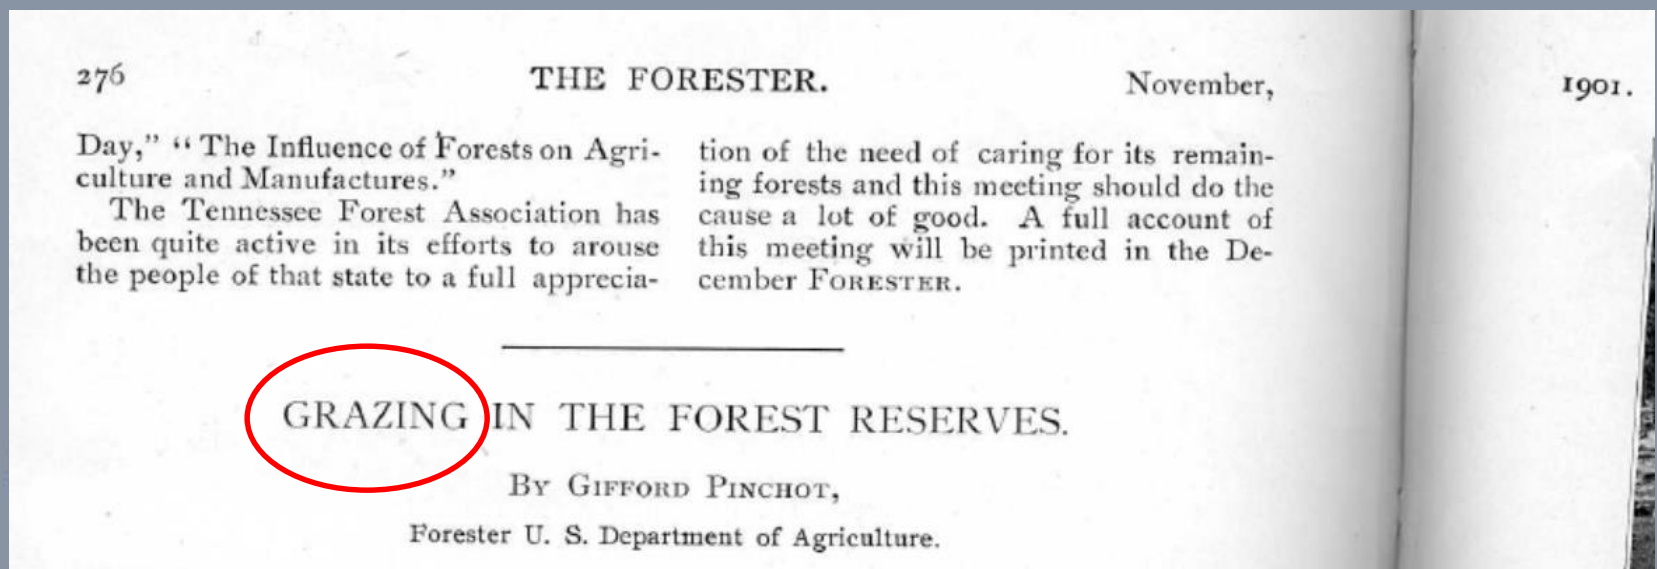 276 THE FORESTER. November,
Day,” “ The Influence of Forests on Agri-
culture and Manufactures.”
The Tennessee Forest Association has
been quite active in its efforts to arouse
the people of that state to a full apprecia-
tion of the need of caring for its remain-
ing forests and this meeting should do the
cause a lot of good. A full account of
this meeting will be printed in the De-
cember FORESTER.
GRAZING IN THE FOREST RESERVES.
By GIFFORD PINCHOT,
Forester U. S. Department of Agriculture.
1901.